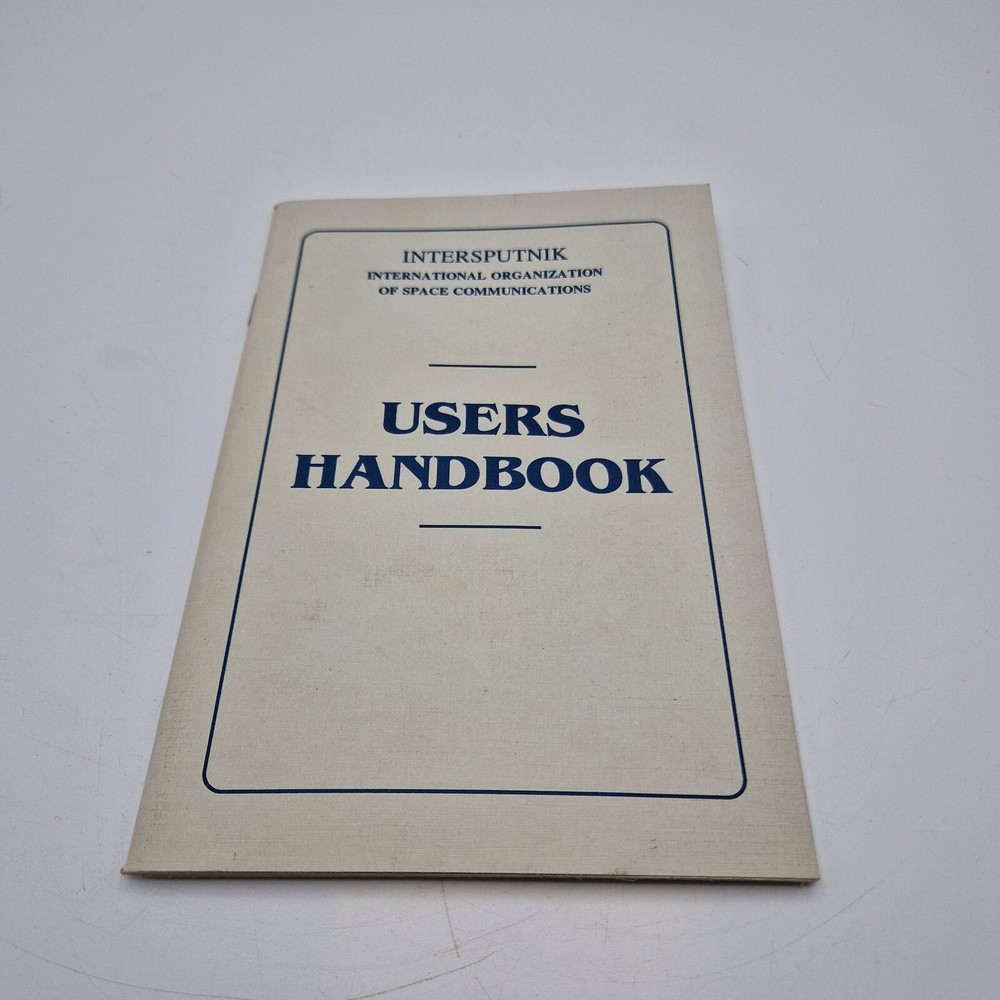 INTERSPUTNIK
INTERNATIONAL ORGANIZATION
OF SPACE COMMUNICATIONS
USERS
HANDBOOK